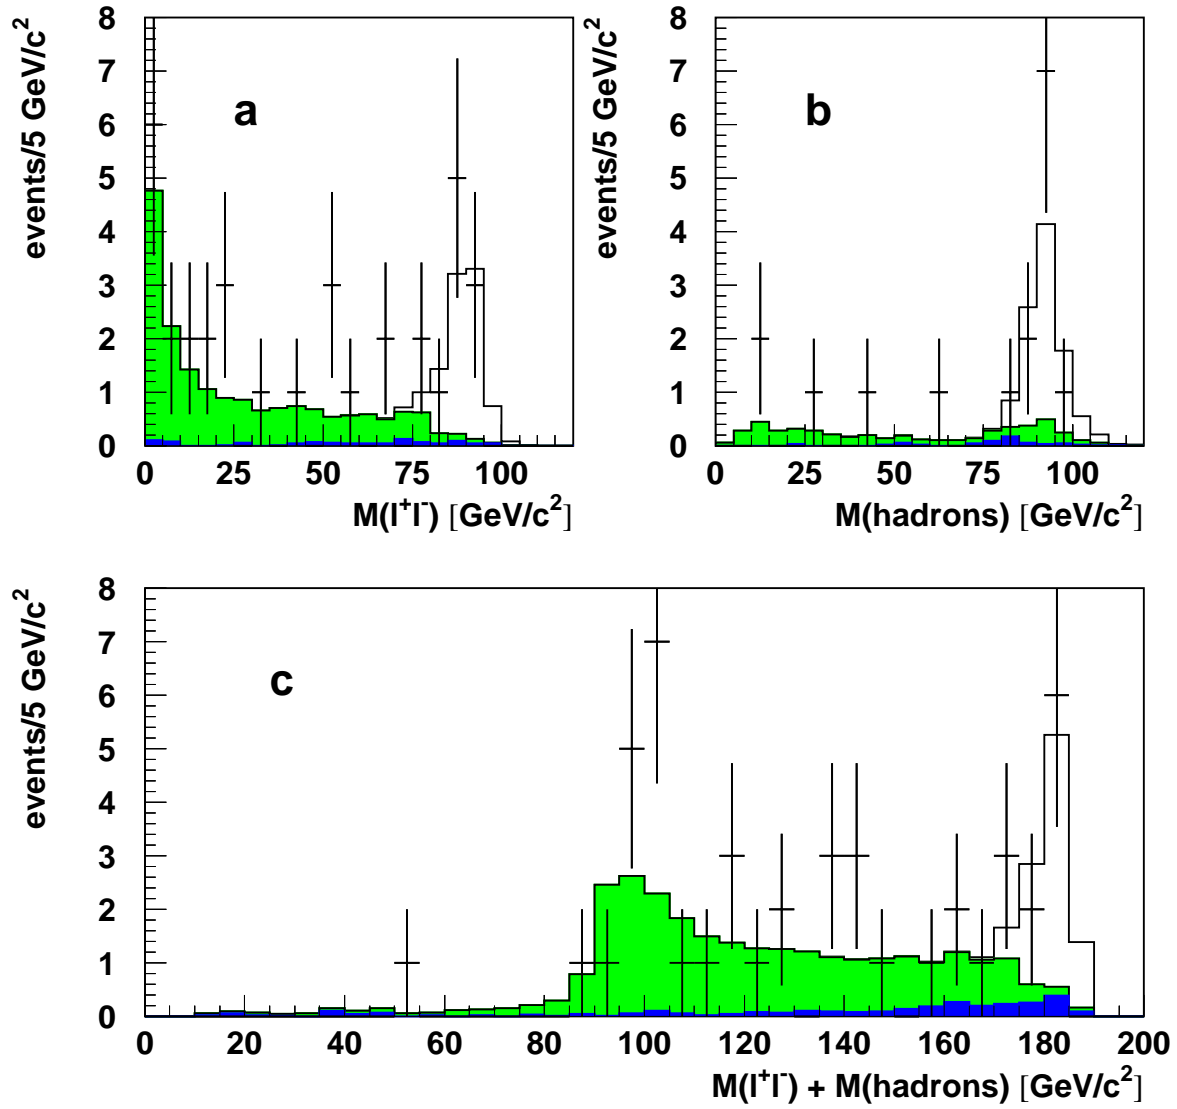 events/5 GeV/c²
8
7
6
5
4
3
2
1
0
a
0 25 50 75 100
M(l⁺l⁻) [GeV/c²]
events/5 GeV/c²
8
7
6
5
4
3
2
1
0
b
0 25 50 75 100
M(hadrons) [GeV/c²]
events/5 GeV/c²
8
7
6
5
4
3
2
1
0
c
0 20 40 60 80 100 120 140 160 180 200
M(l⁺l⁻) + M(hadrons) [GeV/c²]